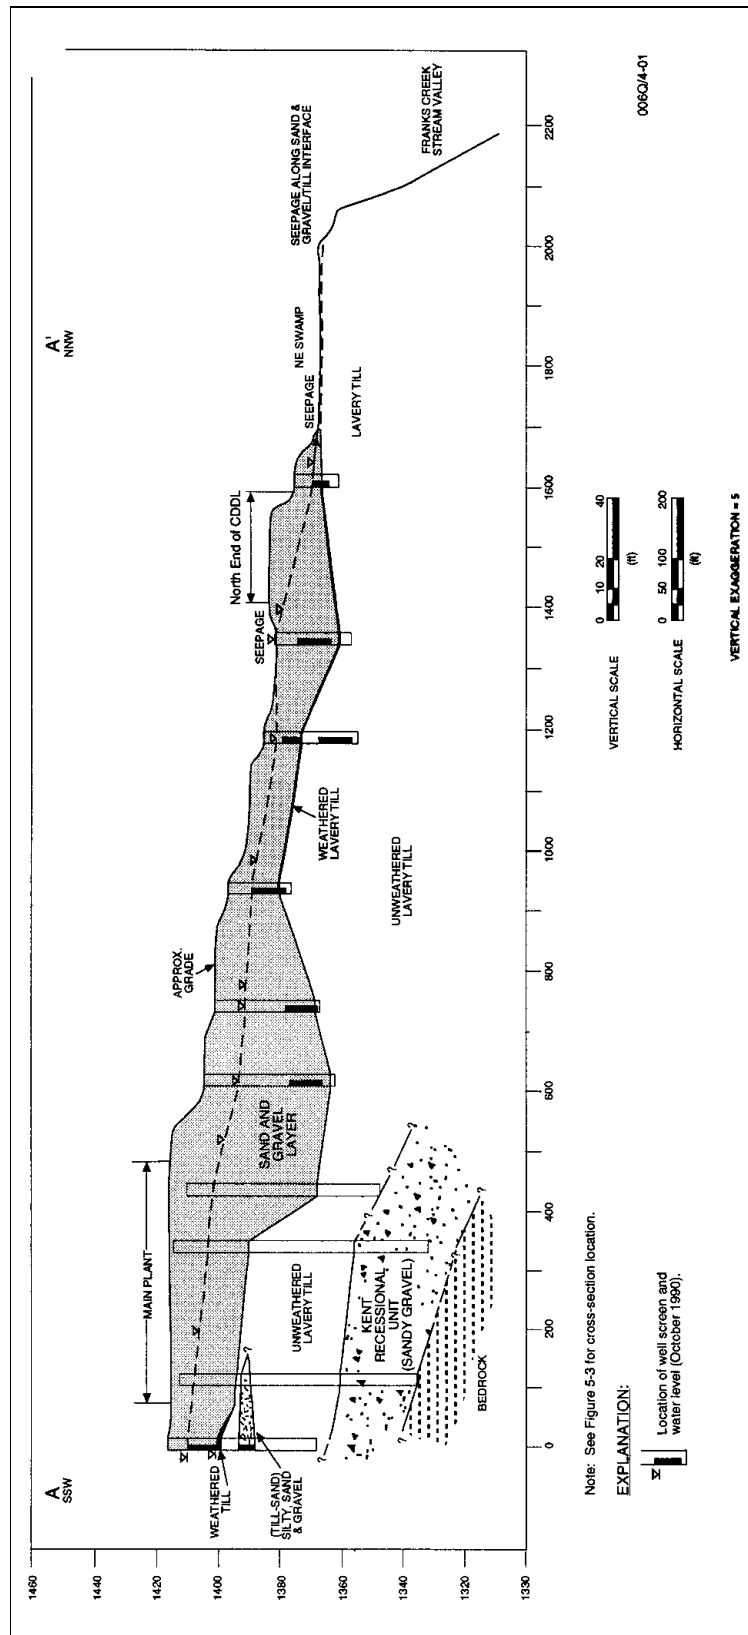 A
SSW
A'
NNW
1460
1440
1420
1400
1380
1360
1340
1320
1330
MAIN PLANT
APPROX.
GRADE
SEEPAGE
North End of CDDL
SEEPAGE
NE SWAMP
SEEPAGE ALONG SAND &
GRAVEL/TILL INTERFACE
FRANKS CREEK
STREAM VALLEY
SAND AND
GRAVEL
LAYER
WEATHERED
TILL
(TILL-SAND)
SILTY, SAND
& GRAVEL
?
UNWEATHERED
LAVERY TILL
WEATHERED
LAVERY TILL
UNWEATHERED
LAVERY TILL
LAVERY TILL
?
?
?
?
?
?
KENT
RECESSIONAL
UNIT
(SANDY GRAVEL)
BEDROCK
0
200
400
600
800
1000
1200
1400
1600
1800
2000
2200
Note: See Figure 5-3 for cross-section location.
EXPLANATION:
Location of well screen and
water level (October 1990).
VERTICAL SCALE
0 10 20 40
(ft)
HORIZONTAL SCALE
0 50 100 200
(ft)
VERTICAL EXAGGERATION = 5
006Q/4-01